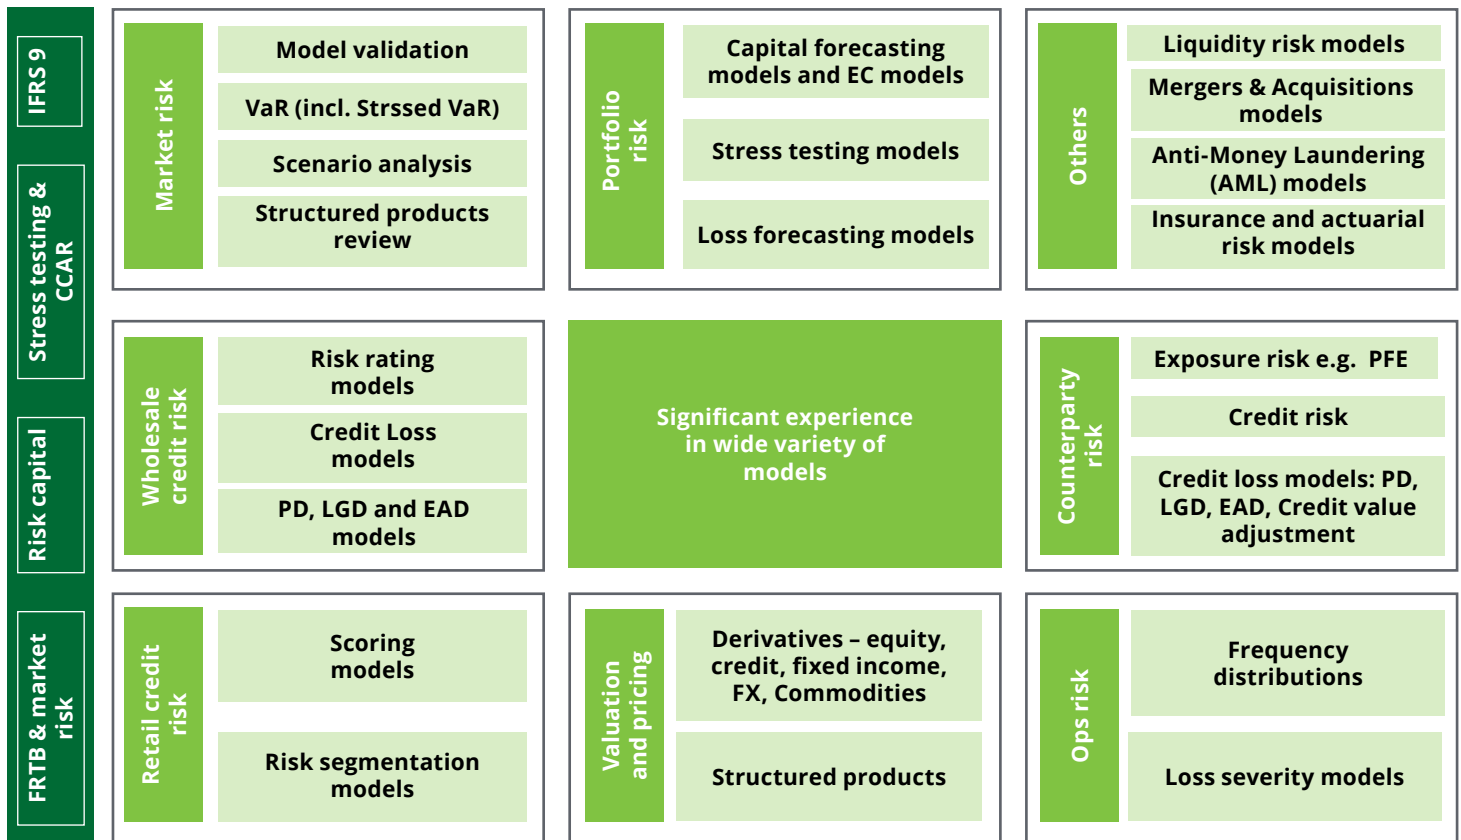 IFRS 9
Stress testing &
CCAR
Risk capital
FRTB & market
risk
Market risk
Model validation
VaR (incl. Strssed VaR)
Scenario analysis
Structured products
review
Portfolio
risk
Capital forecasting
models and EC models
Stress testing models
Loss forecasting models
Others
Liquidity risk models
Mergers & Acquisitions
models
Anti-Money Laundering
(AML) models
Insurance and actuarial
risk models
Wholesale
credit risk
Risk rating
models
Credit Loss
models
PD, LGD and EAD
models
Significant experience
in wide variety of
models
Counterparty
risk
Exposure risk e.g. PFE
Credit risk
Credit loss models: PD,
LGD, EAD, Credit value
adjustment
Retail credit
risk
Scoring
models
Risk segmentation
models
Valuation
and pricing
Derivatives – equity,
credit, fixed income,
FX, Commodities
Structured products
Ops risk
Frequency
distributions
Loss severity models